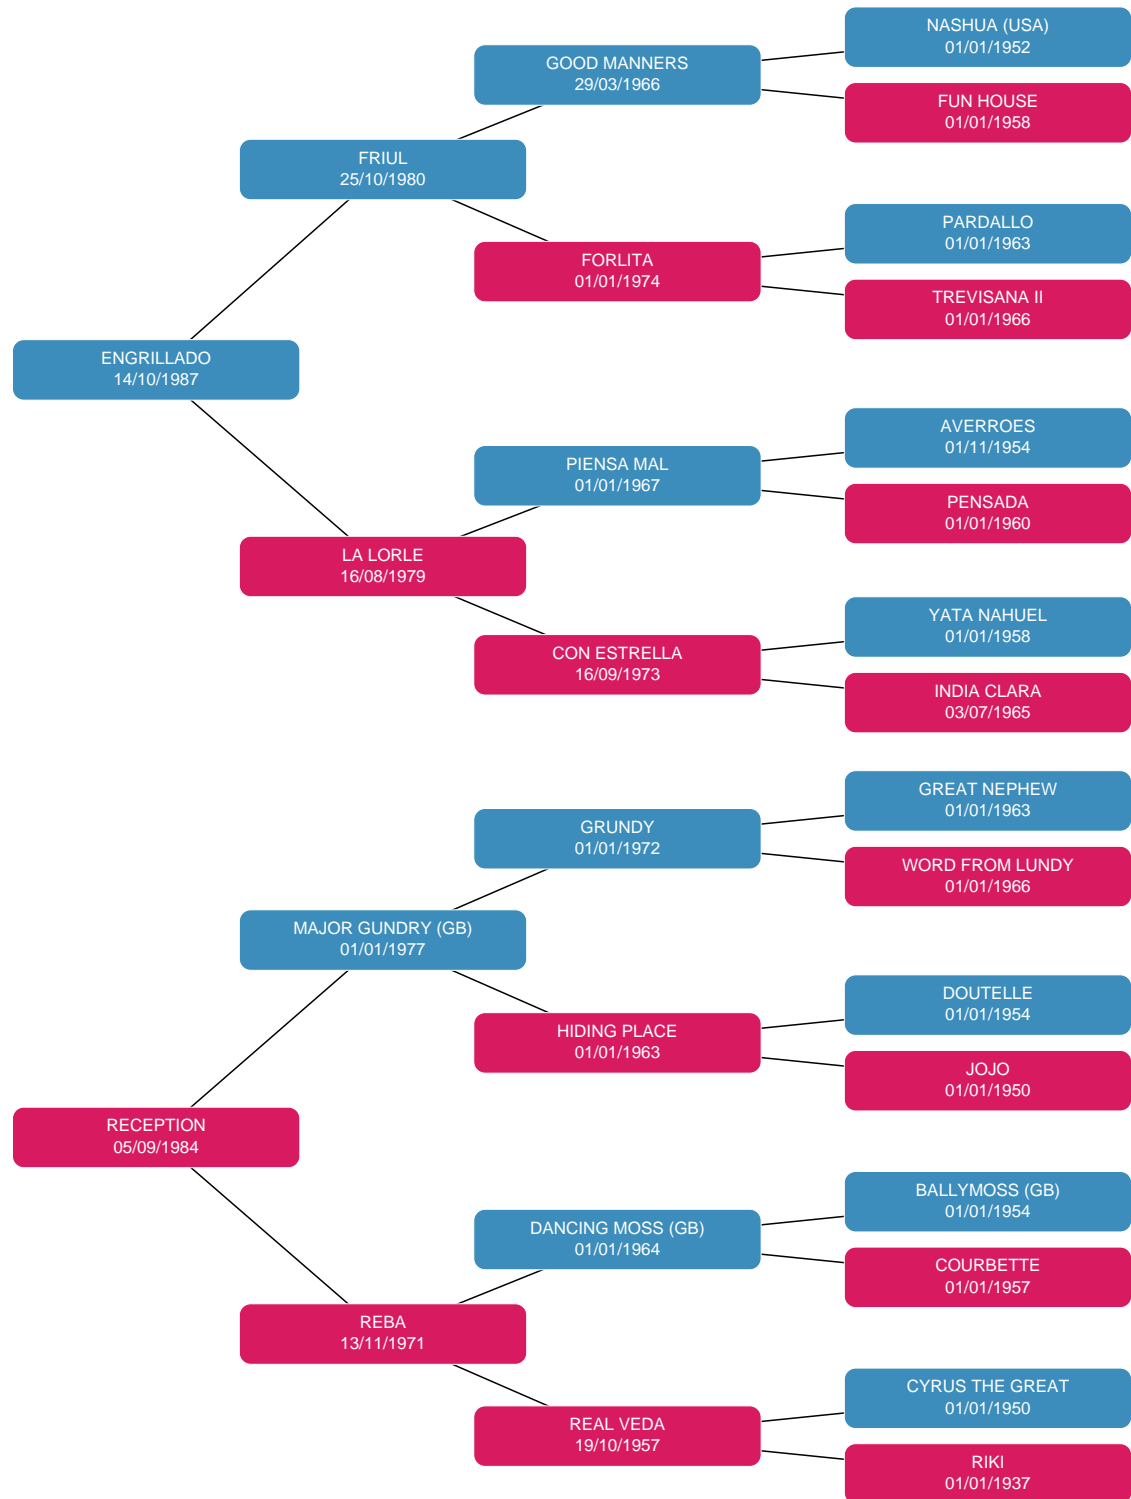 NASHUA (USA)
01/01/1952
GOOD MANNERS
29/03/1966
FUN HOUSE
01/01/1958
FRIUL
25/10/1980
PARDALLO
01/01/1963
FORLITA
01/01/1974
TREVISANA II
01/01/1966
ENGRILLADO
14/10/1987
AVERROES
01/11/1954
PIENSA MAL
01/01/1967
PENSADA
01/01/1960
LA LORLE
16/08/1979
YATA NAHUEL
01/01/1958
CON ESTRELLA
16/09/1973
INDIA CLARA
03/07/1965
GREAT NEPHEW
01/01/1963
GRUNDY
01/01/1972
WORD FROM LUNDY
01/01/1966
MAJOR GUNDRY (GB)
01/01/1977
DOUTELLE
01/01/1954
HIDING PLACE
01/01/1963
JOJO
01/01/1950
RECEPTION
05/09/1984
BALLYMOSS (GB)
01/01/1954
DANCING MOSS (GB)
01/01/1964
COURBETTE
01/01/1957
REBA
13/11/1971
CYRUS THE GREAT
01/01/1950
REAL VEDA
19/10/1957
RIKI
01/01/1937